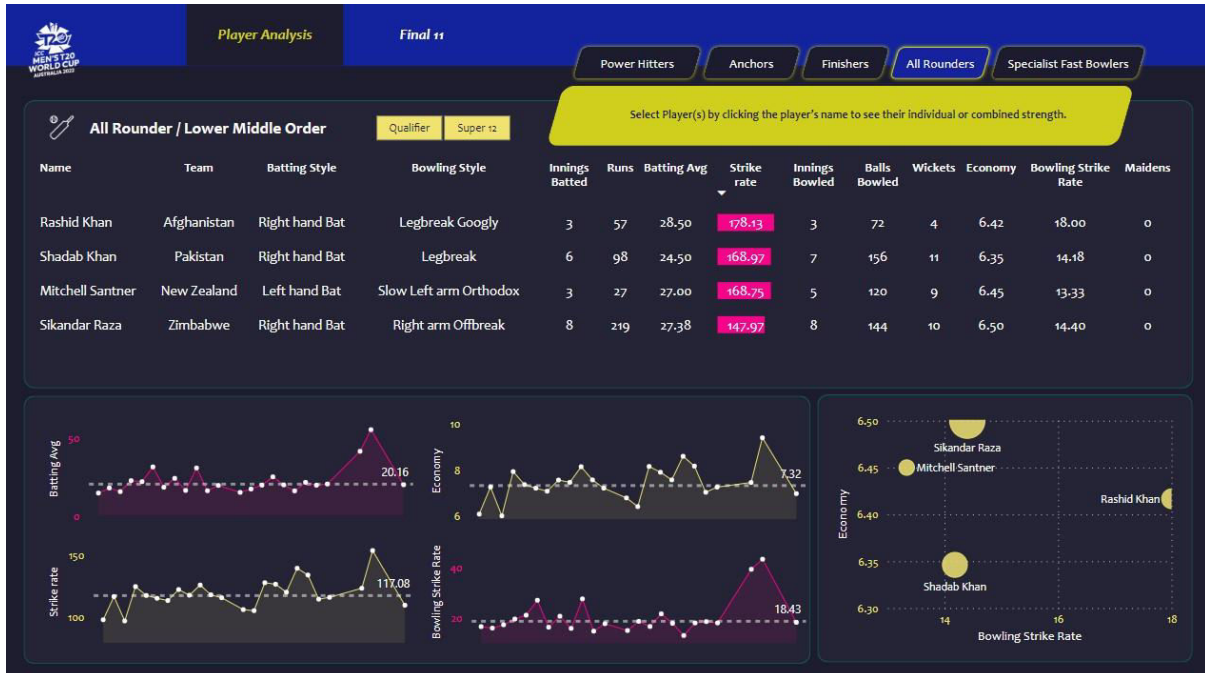 ICC
MEN'S T20
WORLD CUP
AUSTRALIA 2022
Player Analysis
Final 11
Power Hitters
Anchors
Finishers
All Rounders
Specialist Fast Bowlers
Select Player(s) by clicking the player's name to see their individual or combined strength.
All Rounder / Lower Middle Order
Qualifier
Super 12
Name Team Batting Style Bowling Style Innings Batted Runs Batting Avg Strike rate Innings Bowled Balls Bowled Wickets Economy Bowling Strike Rate Maidens
Rashid Khan Afghanistan Right hand Bat Legbreak Googly 3 57 28.50 178.13 3 72 4 6.42 18.00 0
Shadab Khan Pakistan Right hand Bat Legbreak 6 98 24.50 168.97 7 156 11 6.35 14.18 0
Mitchell Santner New Zealand Left hand Bat Slow Left arm Orthodox 3 27 27.00 168.75 5 120 9 6.45 13.33 0
Sikandar Raza Zimbabwe Right hand Bat Right arm Offbreak 8 219 27.38 147.97 8 144 10 6.50 14.40 0
Batting Avg
50
0
20.16
Economy
10
8
6
7.32
Strike rate
150
100
117.08
Bowling Strike Rate
40
20
18.43
Economy
6.50
6.45
6.40
6.35
6.30
Sikandar Raza
Mitchell Santner
Rashid Khan
Shadab Khan
14
16
18
Bowling Strike Rate